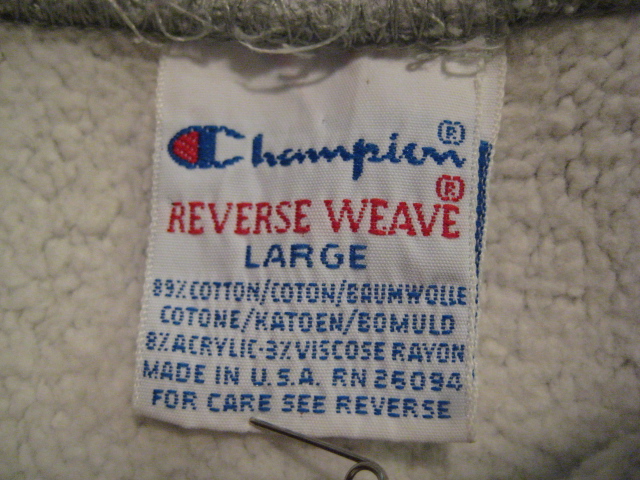 Champion®
REVERSE WEAVE®
LARGE
89% COTTON/COTON/BAUMWOLLE
COTONE/KATOEN/BOMULD
8% ACRYLIC-3% VISCOSE RAYON
MADE IN U.S.A. RN 26094
FOR CARE SEE REVERSE